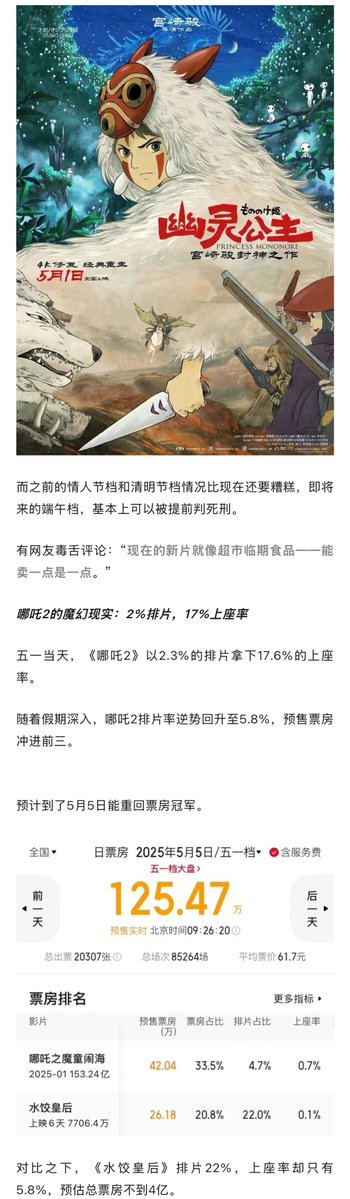 宫崎骏
导演作品
もののけ姫
幽灵公主
PRINCESS MONONOKE
宫崎骏封神之作
4K修复 经典重生
5月1日 全国上映
而之前的情人节档和清明节档情况比现在还要糟糕，即将
来的端午档，基本上可以被提前判死刑。
有网友毒舌评论：“现在的新片就像超市临期食品——能
卖一点是一点。”
哪吒2的魔幻现实：2%排片，17%上座率
五一当天，《哪吒2》以2.3%的排片拿下17.6%的上座
率。
随着假期深入，哪吒2排片率逆势回升至5.8%，预售票房
冲进前三。
预计到了5月5日能重回票房冠军。
全国 日票房 2025年5月5日/五一档 含服务费
五一档大盘
前一天 125.47万 后一天
预售实时 北京时间09:26:20
总出票 20307张 总场次 85264场 平均票价 61.7元
票房排名 更多指标
影片 预售票房(万) 票房占比 排片占比 上座率
哪吒之魔童闹海 42.04 33.5% 4.7% 0.7%
2025-01 153.24亿
水饺皇后 26.18 20.8% 22.0% 0.1%
上映6天 7706.4万
对比之下，《水饺皇后》排片22%，上座率却只有
5.8%，预估总票房不到4亿。